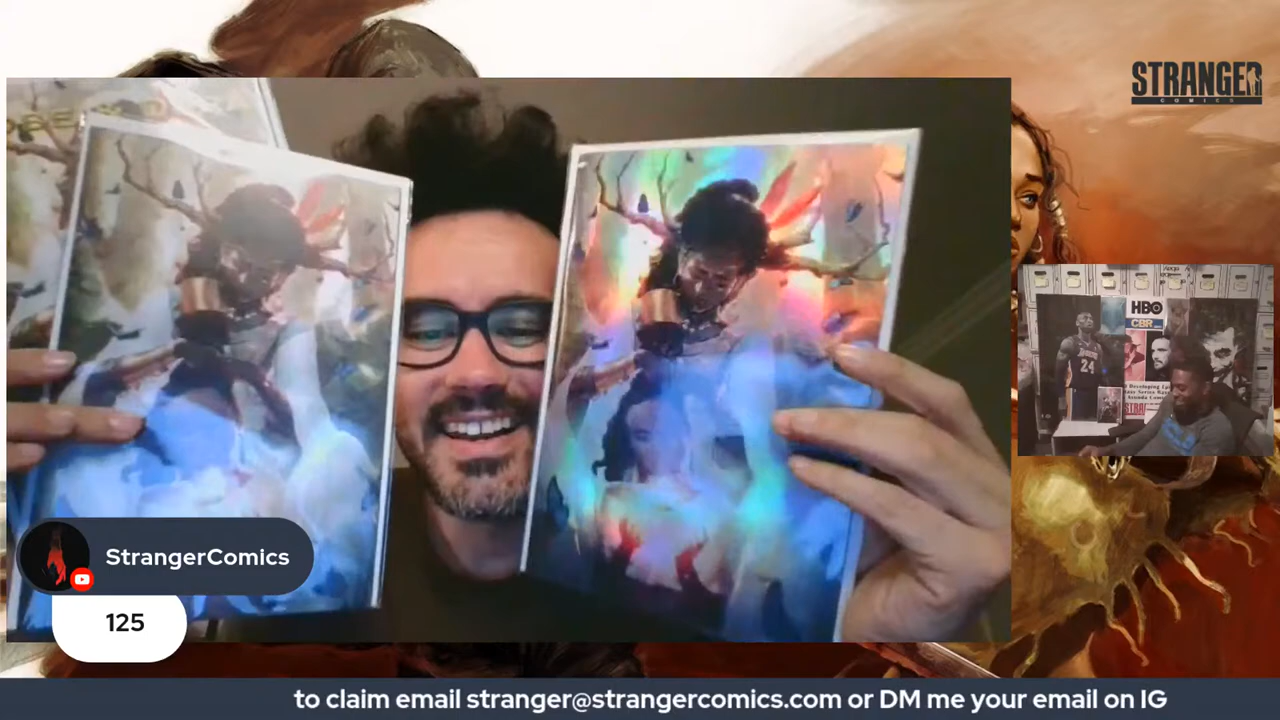 STRANGER
COMICS
HBO
CBR
24
StrangerComics
125
to claim email stranger@strangercomics.com or DM me your email on IG